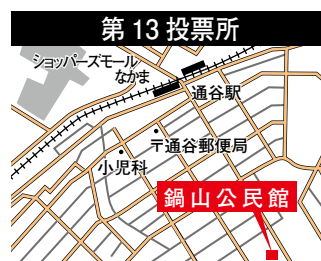 第13投票所
ショッパーズモール
なかま
通谷駅
〒通谷郵便局
小児科
鍋山公民館